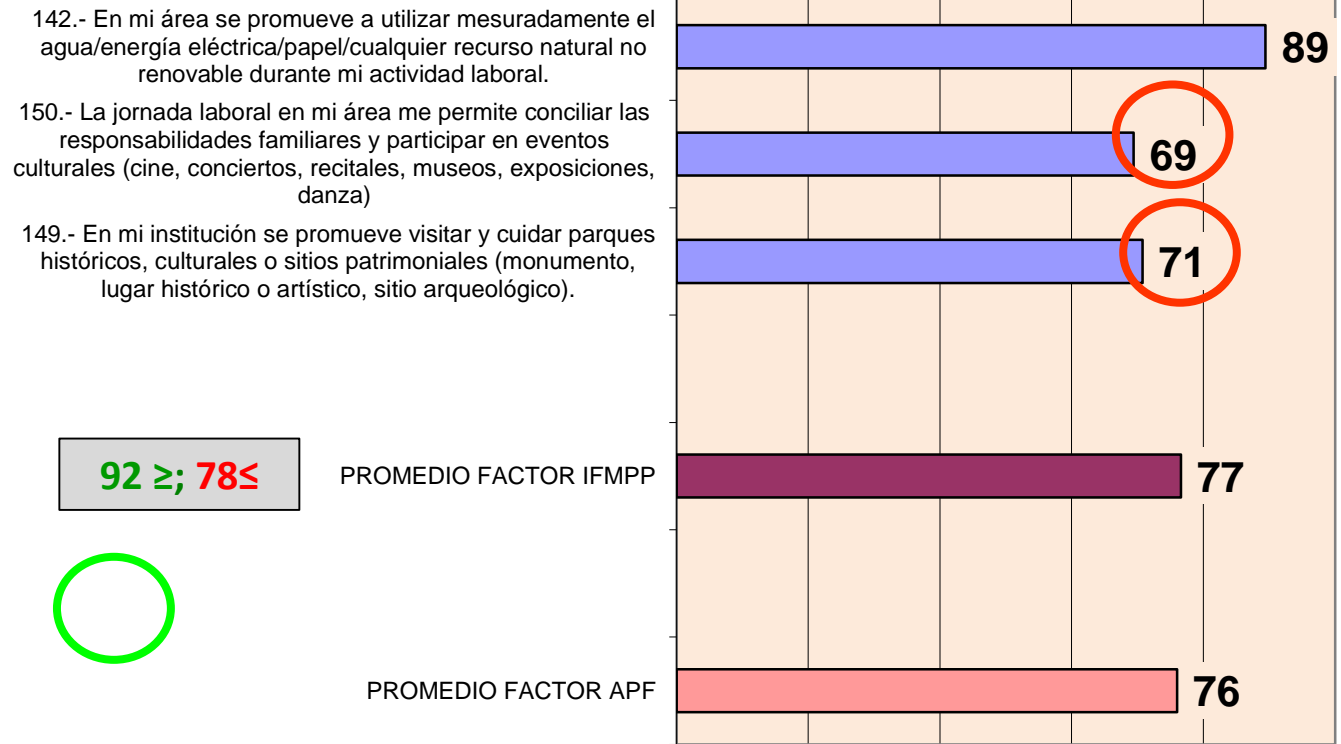 142.- En mi área se promueve a utilizar mesuradamente el
agua/energía eléctrica/papel/cualquier recurso natural no
renovable durante mi actividad laboral.
89
150.- La jornada laboral en mi área me permite conciliar las
responsabilidades familiares y participar en eventos
culturales (cine, conciertos, recitales, museos, exposiciones,
danza)
69
149.- En mi institución se promueve visitar y cuidar parques
históricos, culturales o sitios patrimoniales (monumento,
lugar histórico o artístico, sitio arqueológico).
71
92 ≥; 78≤
PROMEDIO FACTOR IFMPP
77
PROMEDIO FACTOR APF
76